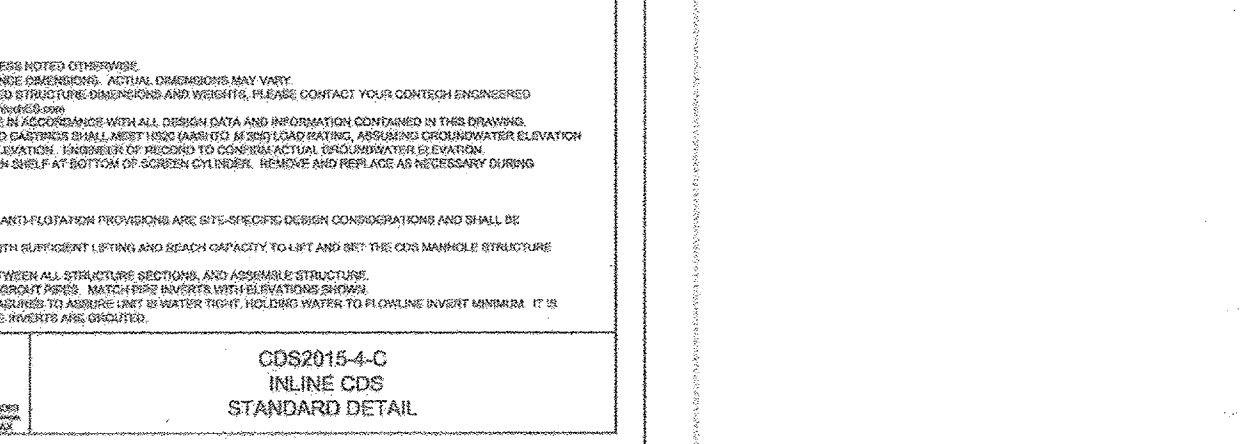 ESS NOTED OTHERWISE.
NCE DIMENSIONS. ACTUAL DIMENSIONS MAY VARY.
ED STRUCTURE DIMENSIONS AND WEIGHTS, PLEASE CONTACT YOUR CONTECH ENGINEERED
E IN ACCORDANCE WITH ALL DESIGN DATA AND INFORMATION CONTAINED IN THIS DRAWING.
D CASTINGS SHALL MEET HS20 (AASHTO M 306) LOAD RATING, ASSUMING GROUNDWATER ELEVATION
LEVATION. ENGINEER OF RECORD TO CONFIRM ACTUAL GROUNDWATER ELEVATION.
N SHELF AT BOTTOM OF SCREEN CYLINDER. REMOVE AND REPLACE AS NECESSARY DURING
ANTI-FLOTATION PROVISIONS ARE SITE-SPECIFIC DESIGN CONSIDERATIONS AND SHALL BE
TH SUFFICIENT LIFTING AND REACH CAPACITY TO LIFT AND SET THE CDS MANHOLE STRUCTURE
TWEEN ALL STRUCTURE SECTIONS, AND ASSEMBLE STRUCTURE.
GROUT PIPES. MATCH PIPE INVERTS WITH ELEVATIONS SHOWN.
ASURES TO ASSURE UNIT IS WATER TIGHT, HOLDING WATER TO FLOWLINE INVERT MINIMUM. IT IS
E INVERTS ARE GROUTED.
CDS2015-4-C
INLINE CDS
STANDARD DETAIL